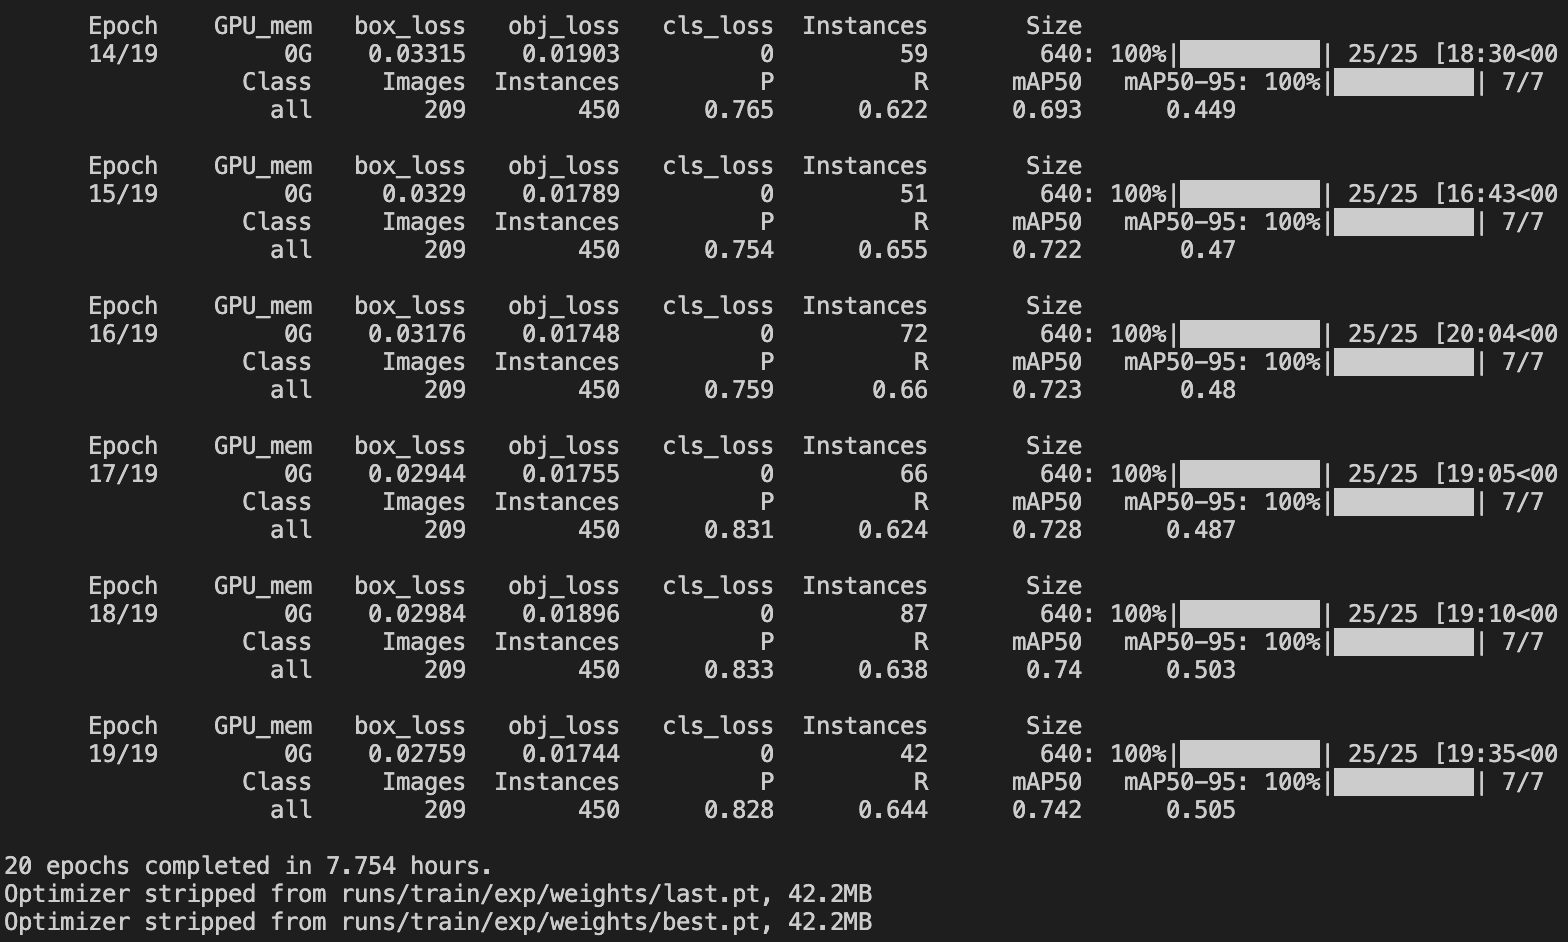 Epoch GPU_mem box_loss obj_loss cls_loss Instances Size
14/19 0G 0.03315 0.01903 0 59 640: 100%| | 25/25 [18:30<00
Class Images Instances P R mAP50 mAP50-95: 100%| | 7/7
all 209 450 0.765 0.622 0.693 0.449
Epoch GPU_mem box_loss obj_loss cls_loss Instances Size
15/19 0G 0.0329 0.01789 0 51 640: 100%| | 25/25 [16:43<00
Class Images Instances P R mAP50 mAP50-95: 100%| | 7/7
all 209 450 0.754 0.655 0.722 0.47
Epoch GPU_mem box_loss obj_loss cls_loss Instances Size
16/19 0G 0.03176 0.01748 0 72 640: 100%| | 25/25 [20:04<00
Class Images Instances P R mAP50 mAP50-95: 100%| | 7/7
all 209 450 0.759 0.66 0.723 0.48
Epoch GPU_mem box_loss obj_loss cls_loss Instances Size
17/19 0G 0.02944 0.01755 0 66 640: 100%| | 25/25 [19:05<00
Class Images Instances P R mAP50 mAP50-95: 100%| | 7/7
all 209 450 0.831 0.624 0.728 0.487
Epoch GPU_mem box_loss obj_loss cls_loss Instances Size
18/19 0G 0.02984 0.01896 0 87 640: 100%| | 25/25 [19:10<00
Class Images Instances P R mAP50 mAP50-95: 100%| | 7/7
all 209 450 0.833 0.638 0.74 0.503
Epoch GPU_mem box_loss obj_loss cls_loss Instances Size
19/19 0G 0.02759 0.01744 0 42 640: 100%| | 25/25 [19:35<00
Class Images Instances P R mAP50 mAP50-95: 100%| | 7/7
all 209 450 0.828 0.644 0.742 0.505
20 epochs completed in 7.754 hours.
Optimizer stripped from runs/train/exp/weights/last.pt, 42.2MB
Optimizer stripped from runs/train/exp/weights/best.pt, 42.2MB